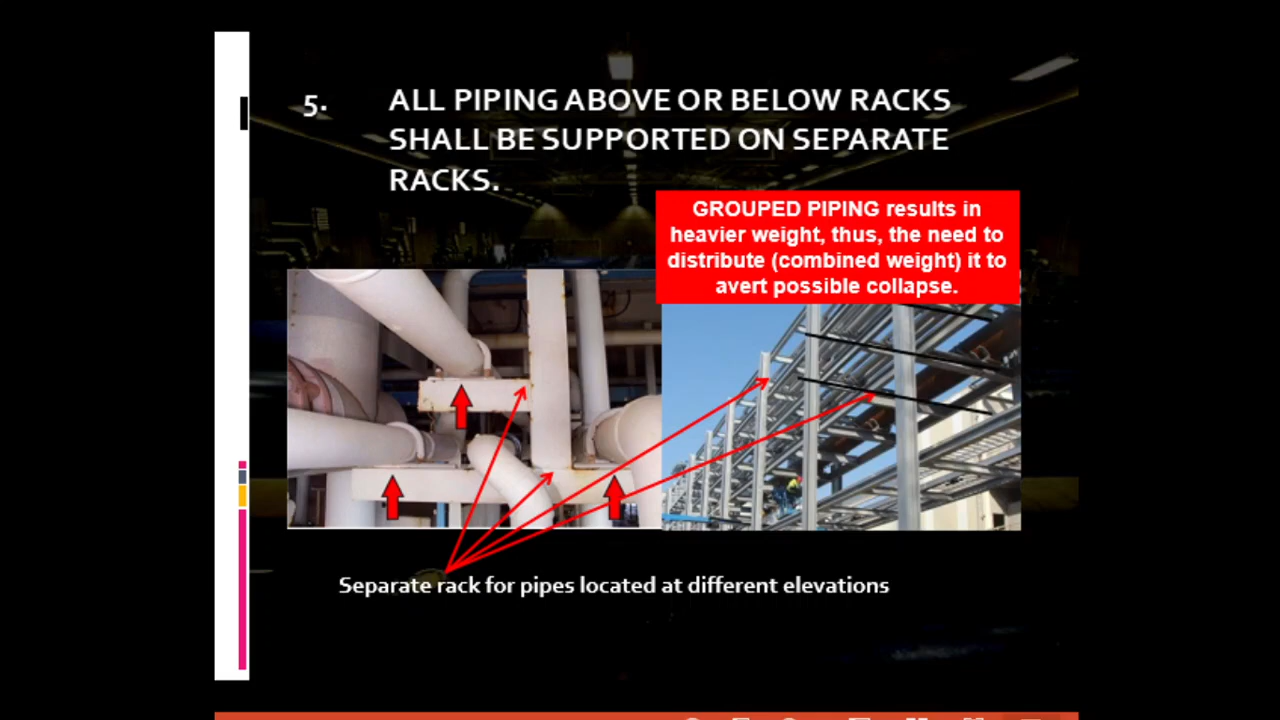 5. ALL PIPING ABOVE OR BELOW RACKS
SHALL BE SUPPORTED ON SEPARATE
RACKS.
GROUPED PIPING results in
heavier weight, thus, the need to
distribute (combined weight) it to
avert possible collapse.
Separate rack for pipes located at different elevations